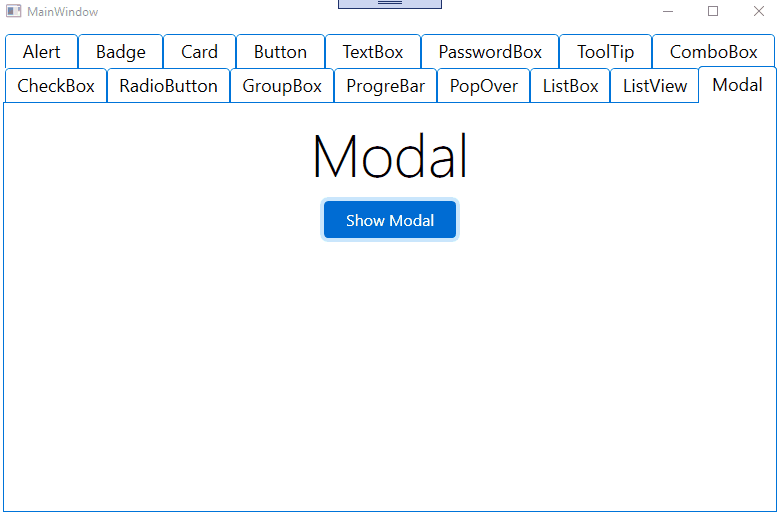 MainWindow
Alert Badge Card Button TextBox PasswordBox ToolTip ComboBox
CheckBox RadioButton GroupBox ProgreBar PopOver ListBox ListView Modal
Modal
Show Modal